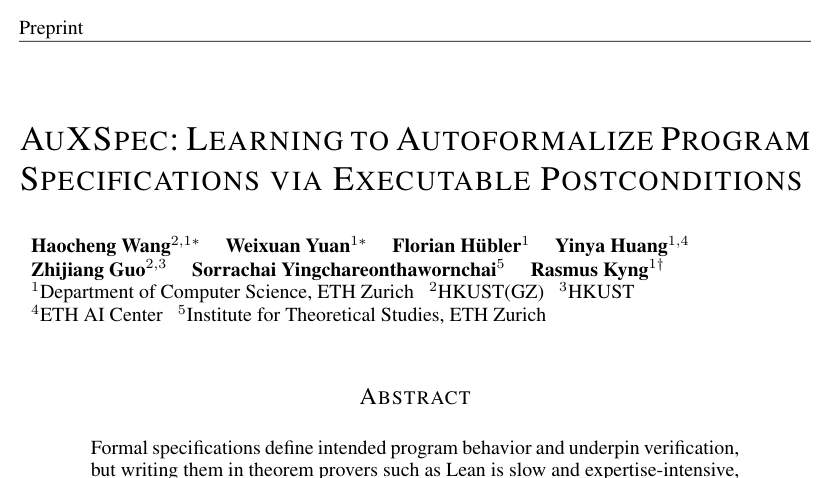 Preprint
AUXSPEC: LEARNING TO AUTOFORMALIZE PROGRAM
SPECIFICATIONS VIA EXECUTABLE POSTCONDITIONS
Haocheng Wang2,1∗ Weixuan Yuan1∗ Florian Hübler1 Yinya Huang1,4
Zhijiang Guo2,3 Sorrachai Yingchareonthawornchai5 Rasmus Kyng1†
1Department of Computer Science, ETH Zurich 2HKUST(GZ) 3HKUST
4ETH AI Center 5Institute for Theoretical Studies, ETH Zurich
ABSTRACT
Formal specifications define intended program behavior and underpin verification,
but writing them in theorem provers such as Lean is slow and expertise-intensive,